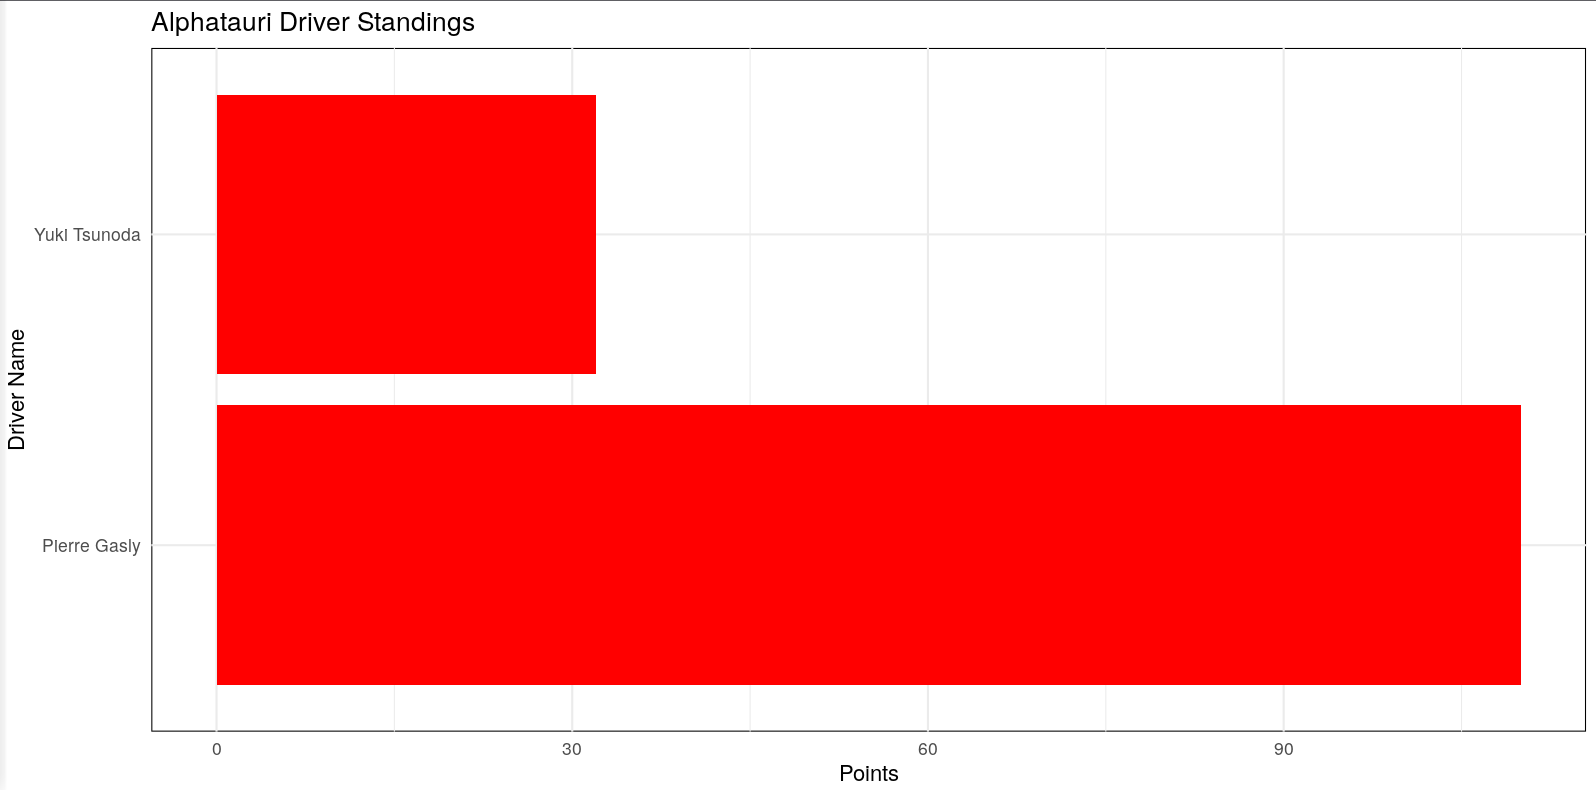 Alphatauri Driver Standings
Yuki Tsunoda
Driver Name
Pierre Gasly
0 30 60 90
Points